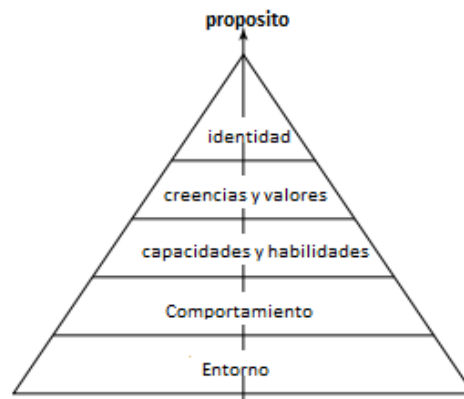 proposito
identidad
creencias y valores
capacidades y habilidades
Comportamiento
Entorno